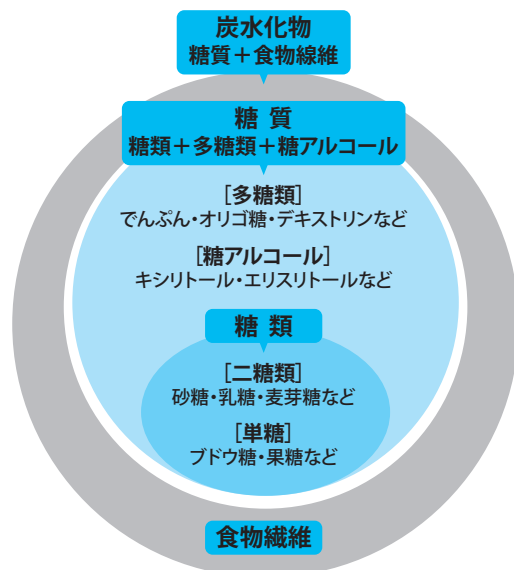 炭水化物
糖質＋食物線維
糖 質
糖類＋多糖類＋糖アルコール
［多糖類］
でんぷん・オリゴ糖・デキストリンなど
［糖アルコール］
キシリトール・エリスリトールなど
糖 類
［二糖類］
砂糖・乳糖・麦芽糖など
［単糖］
ブドウ糖・果糖など
食物繊維